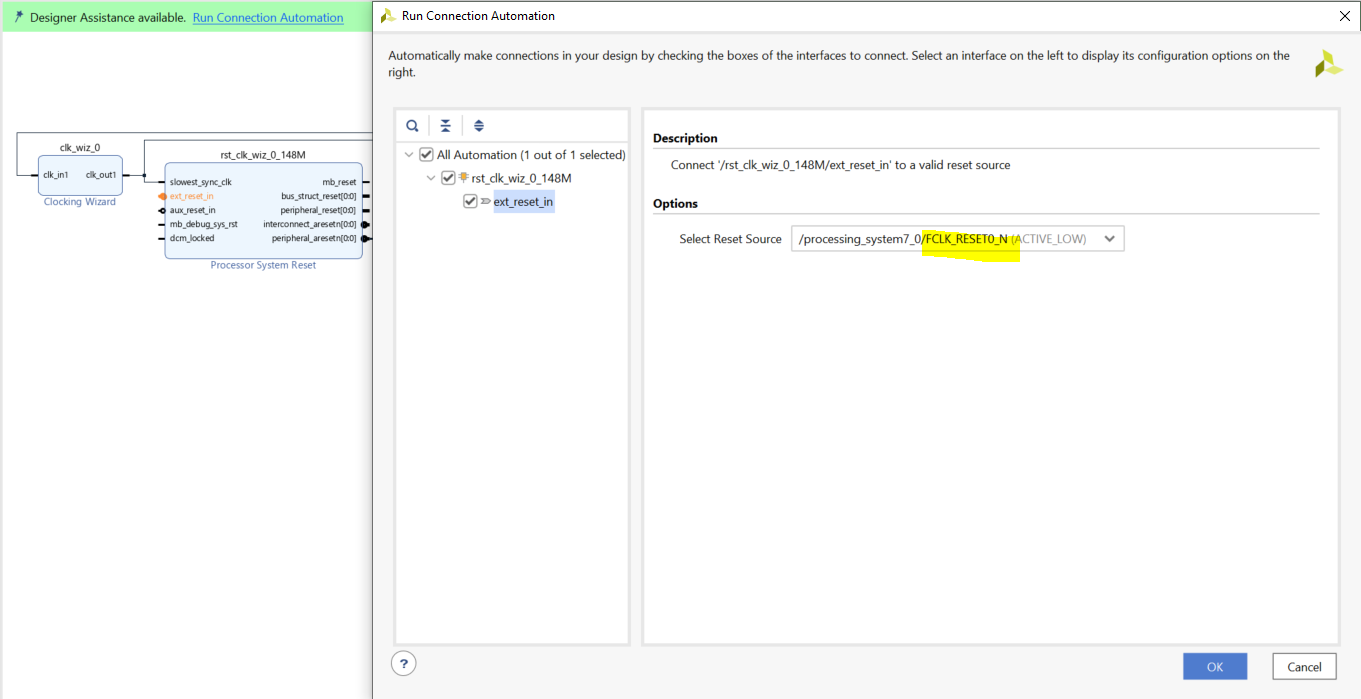 Designer Assistance available. Run Connection Automation
clk_wiz_0
clk_in1 clk_out1
Clocking Wizard
rst_clk_wiz_0_148M
slowest_sync_clk mb_reset
ext_reset_in bus_struct_reset[0:0]
aux_reset_in peripheral_reset[0:0]
mb_debug_sys_rst interconnect_aresetn[0:0]
dcm_locked peripheral_aresetn[0:0]
Processor System Reset
Run Connection Automation
Automatically make connections in your design by checking the boxes of the interfaces to connect. Select an interface on the left to display its configuration options on the
right.
All Automation (1 out of 1 selected)
rst_clk_wiz_0_148M
ext_reset_in
Description
Connect '/rst_clk_wiz_0_148M/ext_reset_in' to a valid reset source
Options
Select Reset Source /processing_system7_0/FCLK_RESET0_N (ACTIVE_LOW)
?
OK Cancel